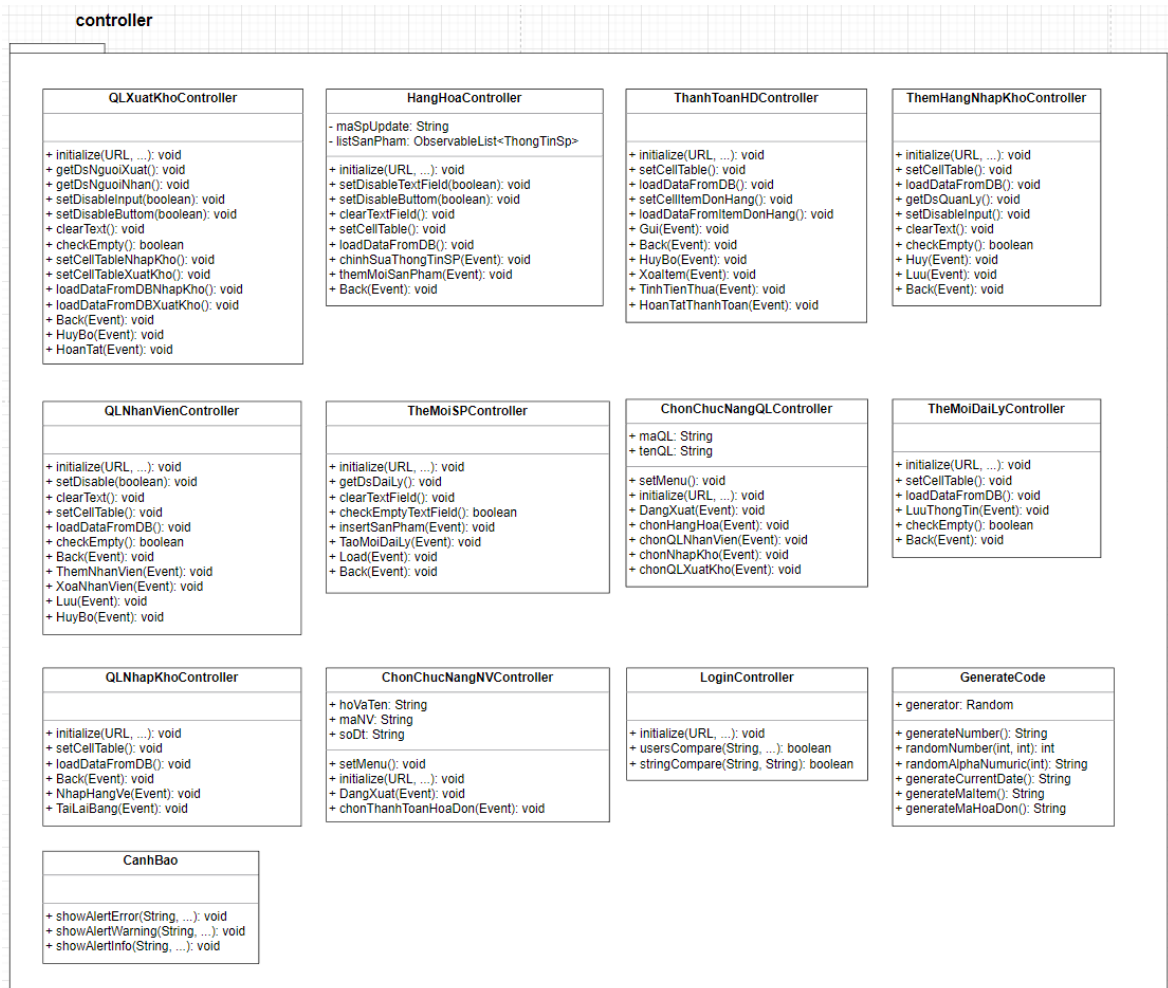 controller
QLXuatKhoController
+ initialize(URL, ...): void
+ getDsNguoiXuat(): void
+ getDsNguoiNhan(): void
+ setDisableInput(boolean): void
+ setDisableButtom(boolean): void
+ clearText(): void
+ checkEmpty(): boolean
+ setCellTableNhapKho(): void
+ setCellTableXuatKho(): void
+ loadDataFromDBNhapKho(): void
+ loadDataFromDBXuatKho(): void
+ Back(Event): void
+ HuyBo(Event): void
+ HoanTat(Event): void
HangHoaController
- maSpUpdate: String
- listSanPham: ObservableList<ThongTinSp>
+ initialize(URL, ...): void
+ setDisableTextField(boolean): void
+ setDisableButtom(boolean): void
+ clearTextField(): void
+ setCellTable(): void
+ loadDataFromDB(): void
+ chinhSuaThongTinSP(Event): void
+ themMoiSanPham(Event): void
+ Back(Event): void
ThanhToanHDController
+ initialize(URL, ...): void
+ setCellTable(): void
+ loadDataFromDB(): void
+ setCellItemDonHang(): void
+ loadDataFromItemDonHang(): void
+ Gui(Event): void
+ Back(Event): void
+ HuyBo(Event): void
+ XoaItem(Event): void
+ TinhTienThua(Event): void
+ HoanTatThanhToan(Event): void
ThemHangNhapKhoController
+ initialize(URL, ...): void
+ setCellTable(): void
+ loadDataFromDB(): void
+ getDsQuanLy(): void
+ setDisableInput(): void
+ clearText(): void
+ checkEmpty(): boolean
+ Huy(Event): void
+ Luu(Event): void
+ Back(Event): void
QLNhanVienController
+ initialize(URL, ...): void
+ setDisable(boolean): void
+ clearText(): void
+ setCellTable(): void
+ loadDataFromDB(): void
+ checkEmpty(): boolean
+ Back(Event): void
+ ThemNhanVien(Event): void
+ XoaNhanVien(Event): void
+ Luu(Event): void
+ HuyBo(Event): void
TheMoiSPController
+ initialize(URL, ...): void
+ getDsDaiLy(): void
+ clearTextField(): void
+ checkEmptyTextField(): boolean
+ insertSanPham(Event): void
+ TaoMoiDaiLy(Event): void
+ Load(Event): void
+ Back(Event): void
ChonChucNangQLController
+ maQL: String
+ tenQL: String
+ setMenu(): void
+ initialize(URL, ...): void
+ DangXuat(Event): void
+ chonHangHoa(Event): void
+ chonQLNhanVien(Event): void
+ chonNhapKho(Event): void
+ chonQLXuatKho(Event): void
TheMoiDaiLyController
+ initialize(URL, ...): void
+ setCellTable(): void
+ loadDataFromDB(): void
+ LuuThongTin(Event): void
+ checkEmpty(): boolean
+ Back(Event): void
QLNhapKhoController
+ initialize(URL, ...): void
+ setCellTable(): void
+ loadDataFromDB(): void
+ Back(Event): void
+ NhapHangVe(Event): void
+ TaiLaiBang(Event): void
ChonChucNangNVController
+ hoVaTen: String
+ maNV: String
+ soDt: String
+ setMenu(): void
+ initialize(URL, ...): void
+ DangXuat(Event): void
+ chonThanhToanHoaDon(Event): void
LoginController
+ initialize(URL, ...): void
+ usersCompare(String, ...): boolean
+ stringCompare(String, String): boolean
GenerateCode
+ generator: Random
+ generateNumber(): String
+ randomNumber(int, int): int
+ randomAlphaNumuric(int): String
+ generateCurrentDate(): String
+ generateMaItem(): String
+ generateMaHoaDon(): String
CanhBao
+ showAlertError(String, ...): void
+ showAlertWarning(String, ...): void
+ showAlertInfo(String, ...): void